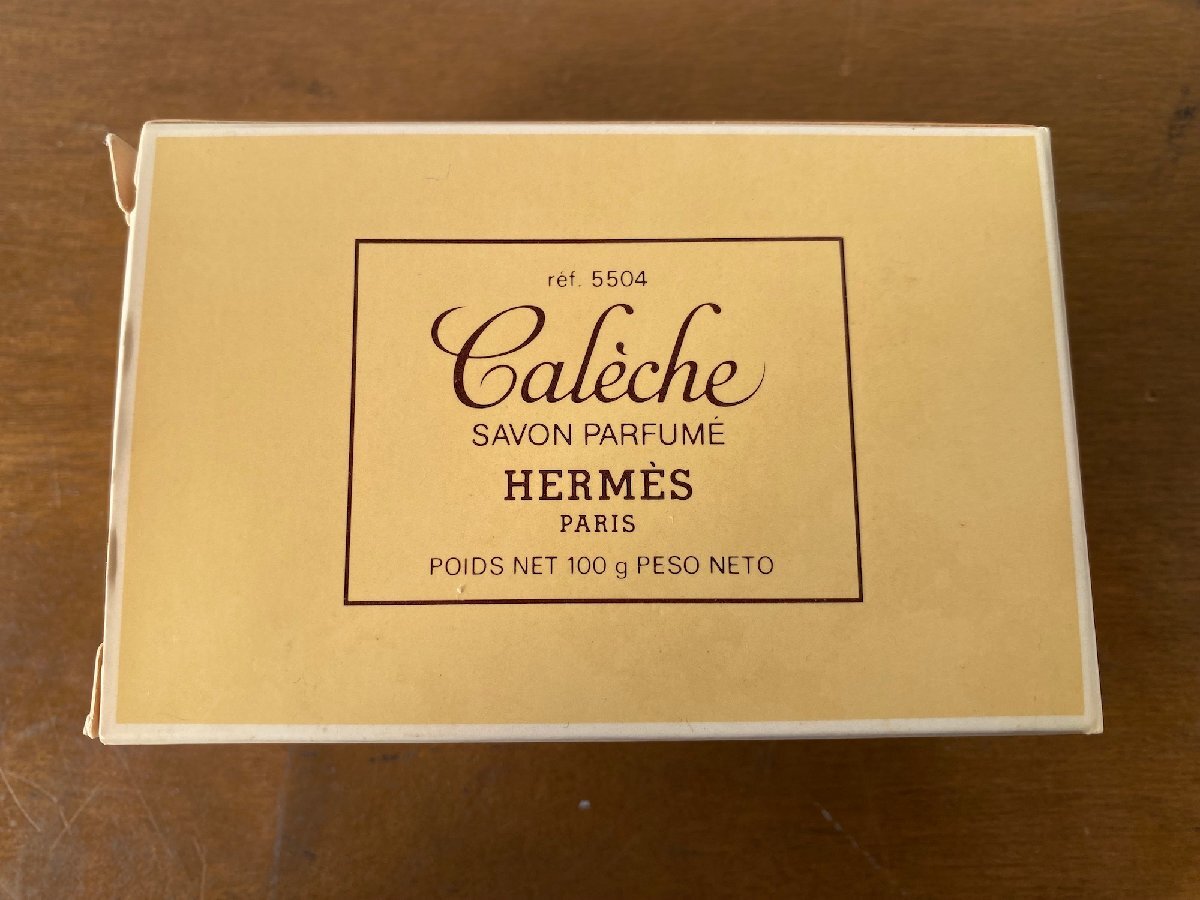 réf. 5504
Calèche
SAVON PARFUMÉ
HERMÈS
PARIS
POIDS NET 100 g PESO NETO